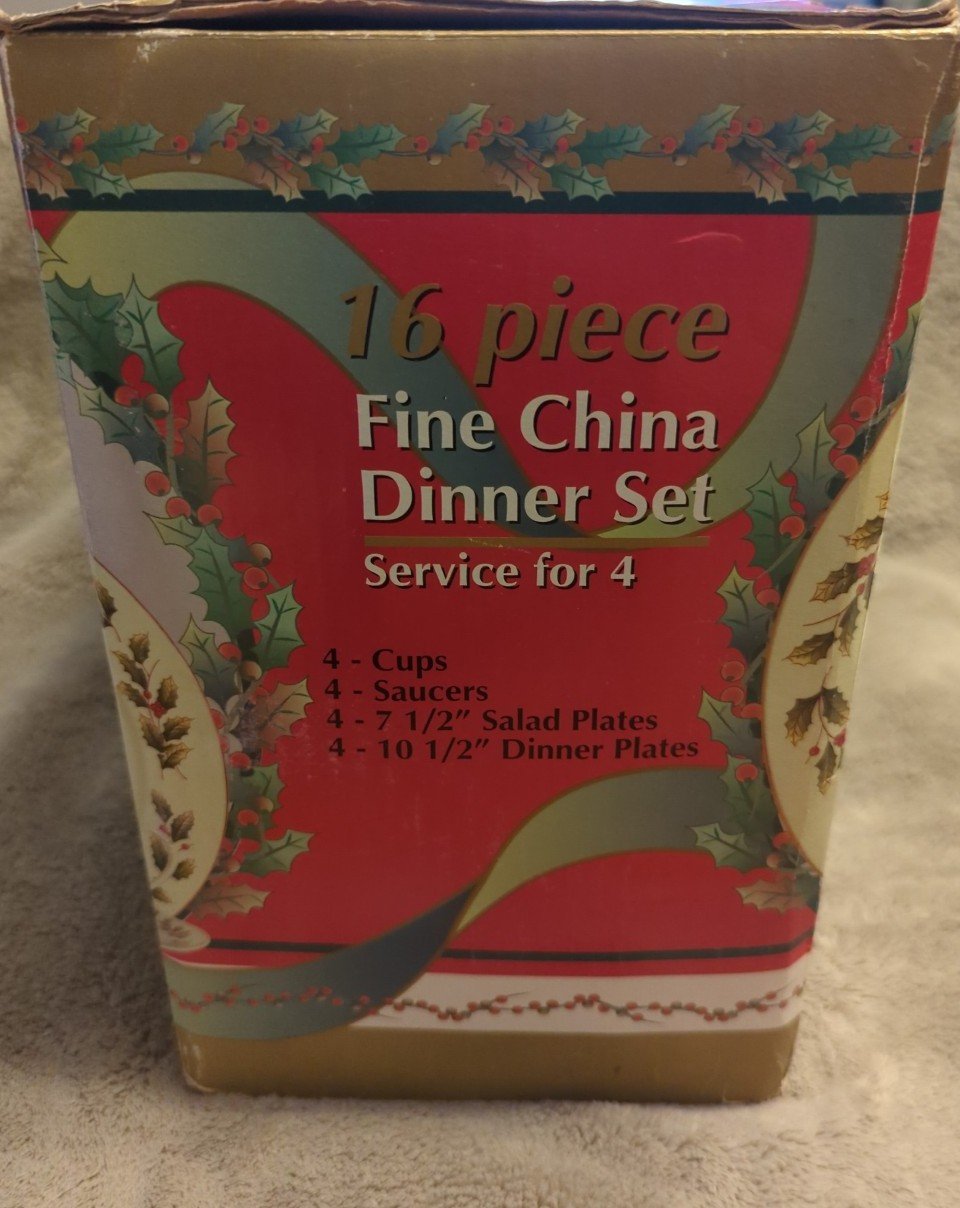 16 piece
Fine China
Dinner Set
Service for 4
4 - Cups
4 - Saucers
4 - 7 1/2” Salad Plates
4 - 10 1/2” Dinner Plates